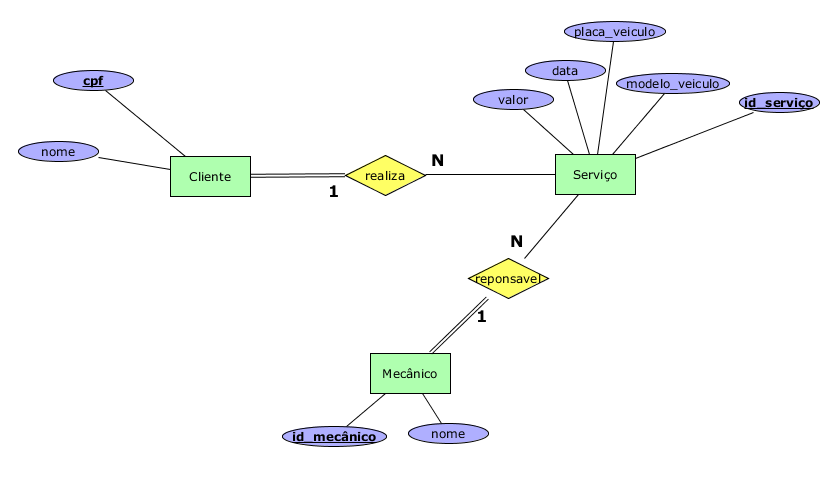 placa_veiculo
data
cpf
modelo_veiculo
valor
id_serviço
nome
N
Cliente
realiza
Serviço
1
N
reponsavel
1
Mecânico
id_mecânico
nome